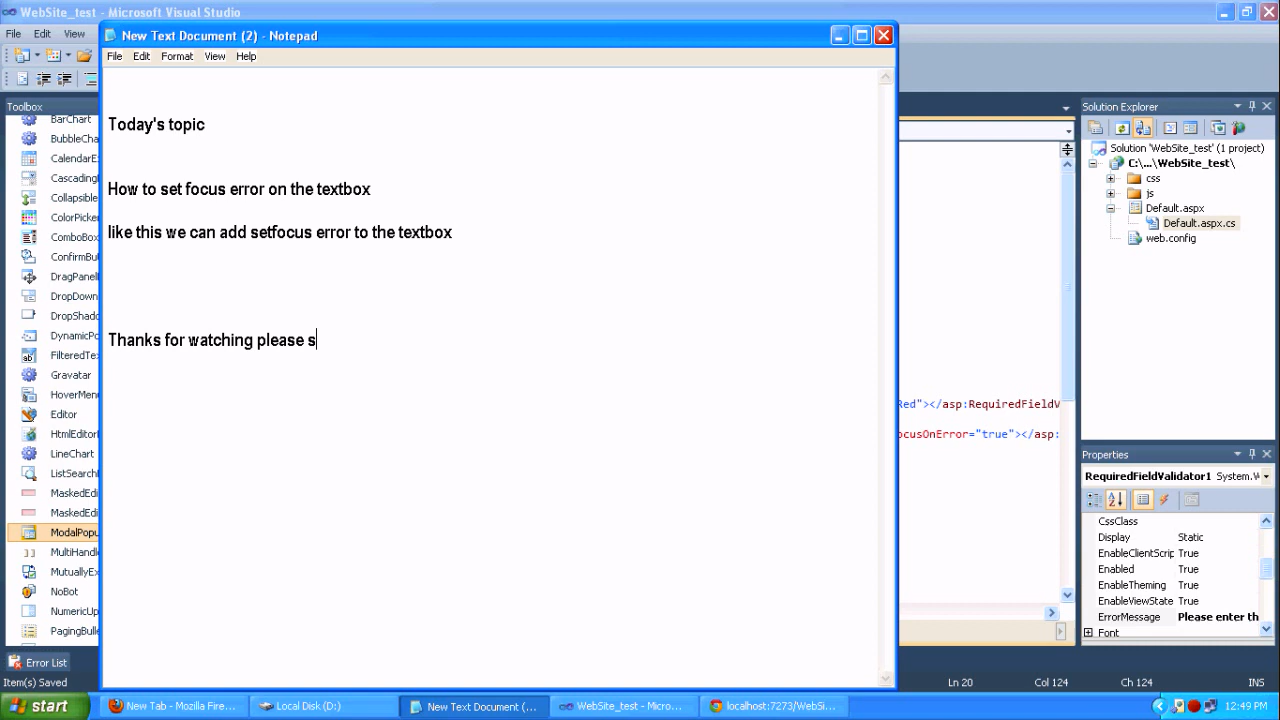 WebSite_test - Microsoft Visual Studio
File Edit View
New Text Document (2) - Notepad
File Edit Format View Help
Today's topic
How to set focus error on the textbox
like this we can add setfocus error to the textbox
Thanks for watching please s
Toolbox
BarChart
BubbleCha
CalendarEx
Cascading
Collapsible
ColorPicker
ComboBox
ConfirmBu
DragPanel
DropDown
DropShado
DynamicPo
FilteredTex
Gravatar
HoverMenu
Editor
HtmlEditor
LineChart
ListSearch
MaskedEdi
MaskedEdi
ModalPopu
MultiHandle
MutuallyEx
NoBot
NumericUp
PagingBulle
Red"></asp:RequiredFieldV
ocusOnError="true"></asp:
Solution Explorer
Solution 'WebSite_test' (1 project)
C:\...\WebSite_test\
css
js
Default.aspx
Default.aspx.cs
web.config
Properties
RequiredFieldValidator1 System.W
CssClass
Display Static
EnableClientScrip True
Enabled True
EnableTheming True
EnableViewState True
ErrorMessage Please enter th
Font
Error List
Item(s) Saved Ln 20 Col 124 Ch 124 INS
start New Tab - Mozilla Fire... Local Disk (D:) New Text Document (... WebSite_test - Micro... localhost:7273/WebSi... 12:49 PM